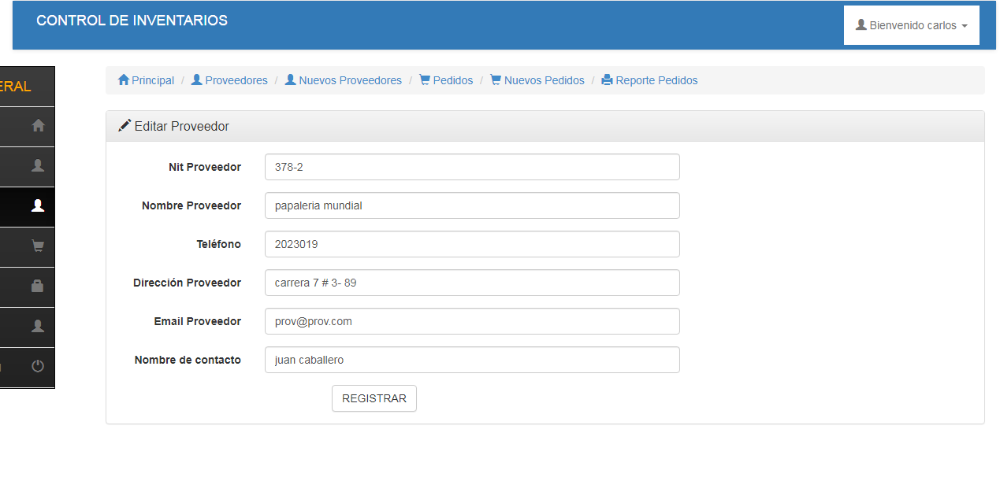 CONTROL DE INVENTARIOS
Bienvenido carlos
Principal / Proveedores / Nuevos Proveedores / Pedidos / Nuevos Pedidos / Reporte Pedidos
ERAL
Editar Proveedor
Nit Proveedor 378-2
Nombre Proveedor papaleria mundial
Teléfono 2023019
Dirección Proveedor carrera 7 # 3- 89
Email Proveedor prov@prov.com
Nombre de contacto juan caballero
REGISTRAR